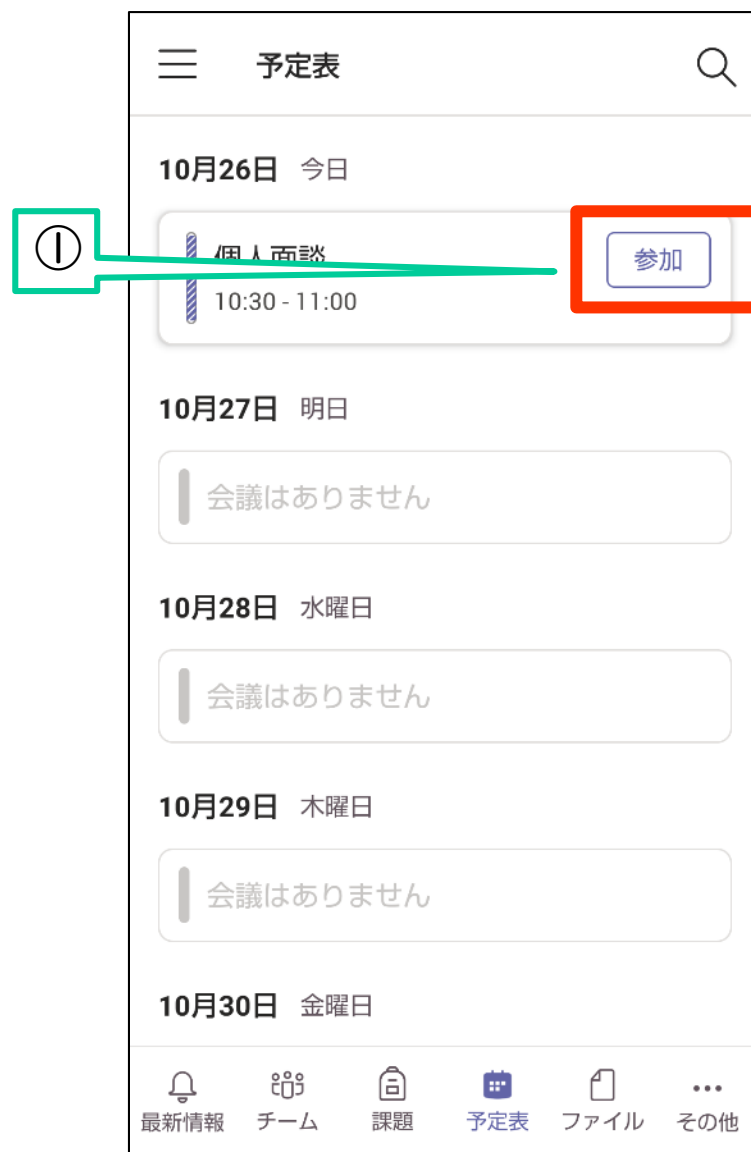 予定表
10月26日 今日
①
個人面談
参加
10:30 - 11:00
10月27日 明日
会議はありません
10月28日 水曜日
会議はありません
10月29日 木曜日
会議はありません
10月30日 金曜日
最新情報 チーム 課題 予定表 ファイル その他